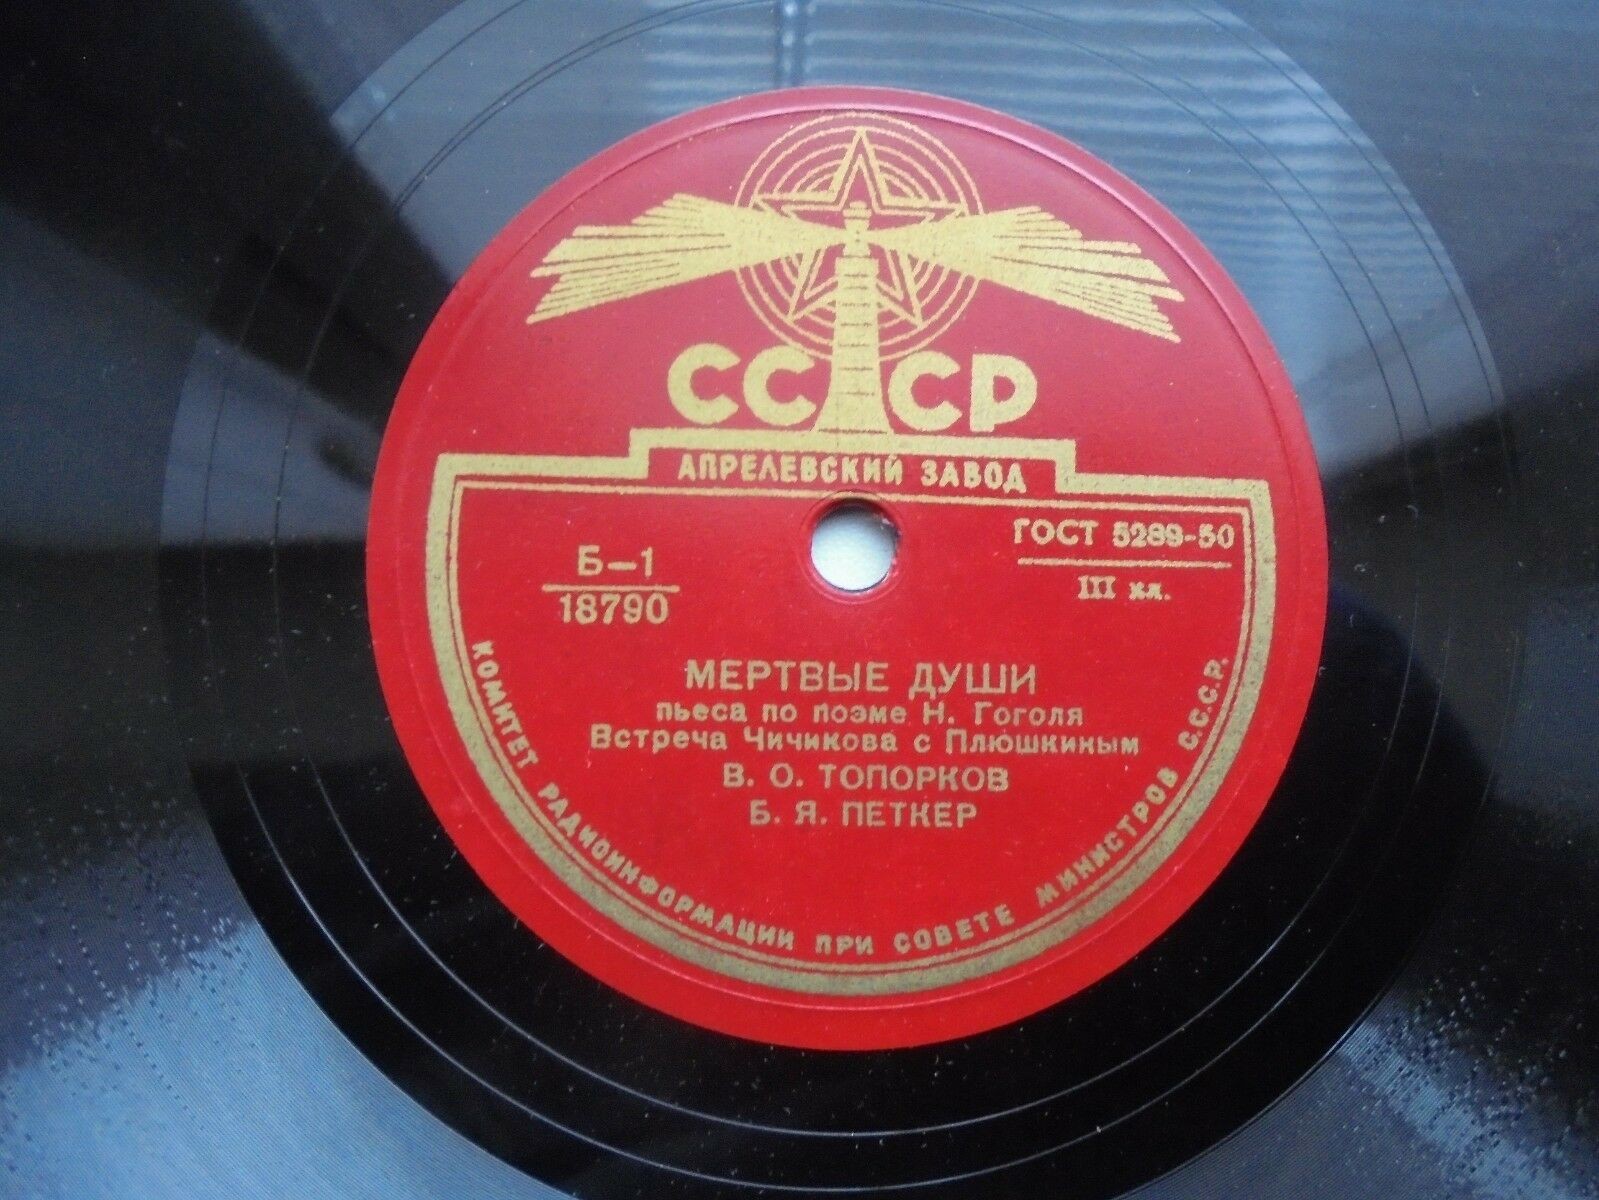 СССР
АПРЕЛЕВСКИЙ ЗАВОД
ГОСТ 5289-50
III кл.
Б-1
18790
МЕРТВЫЕ ДУШИ
пьеса по поэме Н. Гоголя
Встреча Чичикова с Плюшкиным
В. О. ТОПОРКОВ
Б. Я. ПЕТКЕР
КОМИТЕТ РАДИОИНФОРМАЦИИ ПРИ СОВЕТЕ МИНИСТРОВ С.С.С.Р.